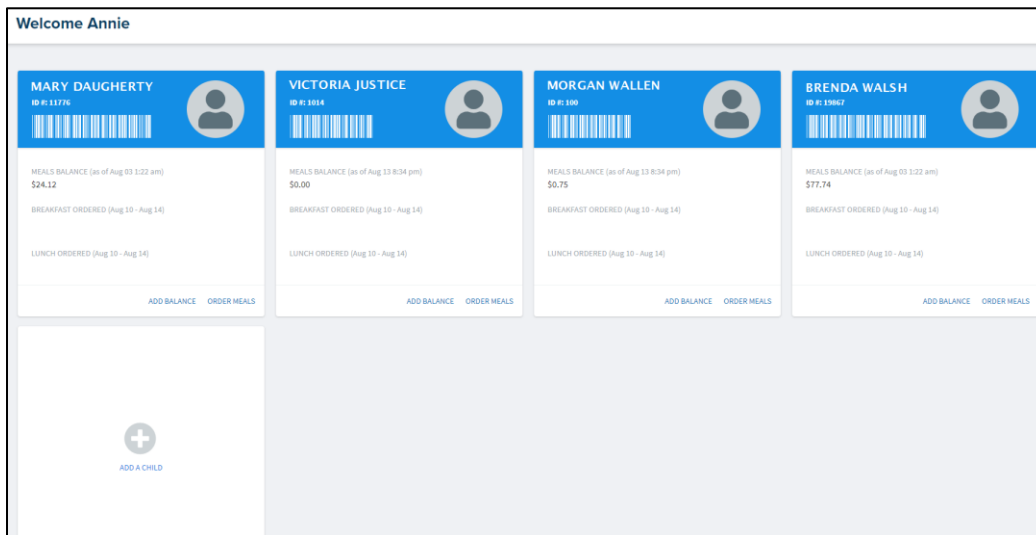 Welcome Annie
MARY DAUGHERTY
ID #: 11776
MEALS BALANCE (as of Aug 03 1:22 am)
$24.12
BREAKFAST ORDERED (Aug 10 - Aug 14)
LUNCH ORDERED (Aug 10 - Aug 14)
ADD BALANCE ORDER MEALS
VICTORIA JUSTICE
ID #: 1014
MEALS BALANCE (as of Aug 13 8:34 pm)
$0.00
BREAKFAST ORDERED (Aug 10 - Aug 14)
LUNCH ORDERED (Aug 10 - Aug 14)
ADD BALANCE ORDER MEALS
MORGAN WALLEN
ID #: 100
MEALS BALANCE (as of Aug 13 8:34 pm)
$0.75
BREAKFAST ORDERED (Aug 10 - Aug 14)
LUNCH ORDERED (Aug 10 - Aug 14)
ADD BALANCE ORDER MEALS
BRENDA WALSH
ID #: 19867
MEALS BALANCE (as of Aug 03 1:22 am)
$77.74
BREAKFAST ORDERED (Aug 10 - Aug 14)
LUNCH ORDERED (Aug 10 - Aug 14)
ADD BALANCE ORDER MEALS
ADD A CHILD